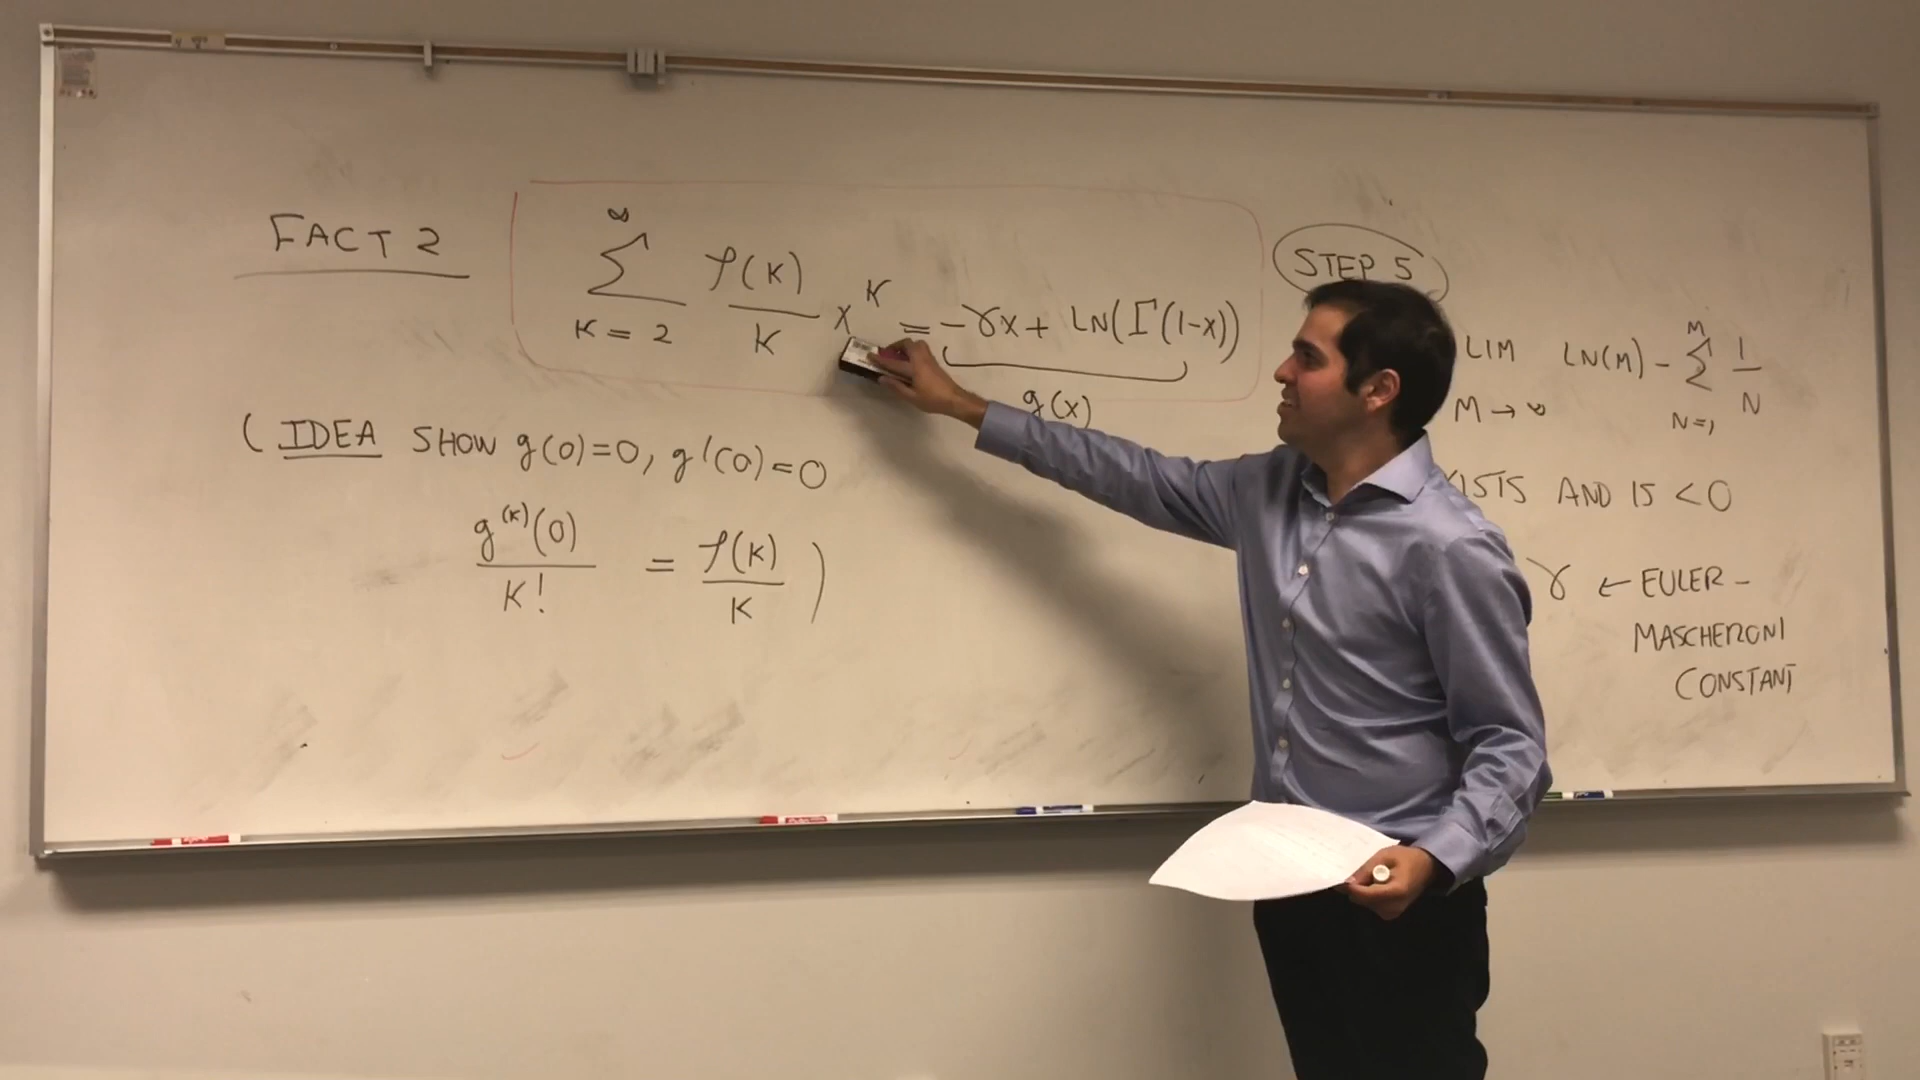 FACT 2
∞
∑ ζ(K)/K x^K = -γx + LN(Γ(1-x))
K = 2
g(x)
(IDEA SHOW g(0)=0, g'(0)=0
g^(K)(0)/K! = ζ(K)/K )
STEP 5
LIM LN(M) - ∑ 1/N
M
M → ∞
N=1
AND IS < 0
γ ← EULER -
MASCHERONI
CONSTANT